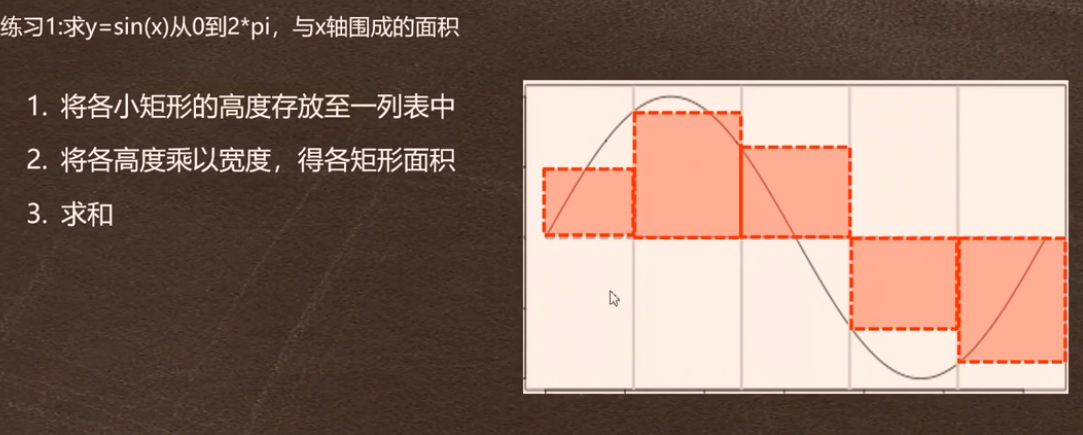 练习1:求y=sin(x)从0到2*pi，与x轴围成的面积
1. 将各小矩形的高度存放至一列表中
2. 将各高度乘以宽度，得各矩形面积
3. 求和